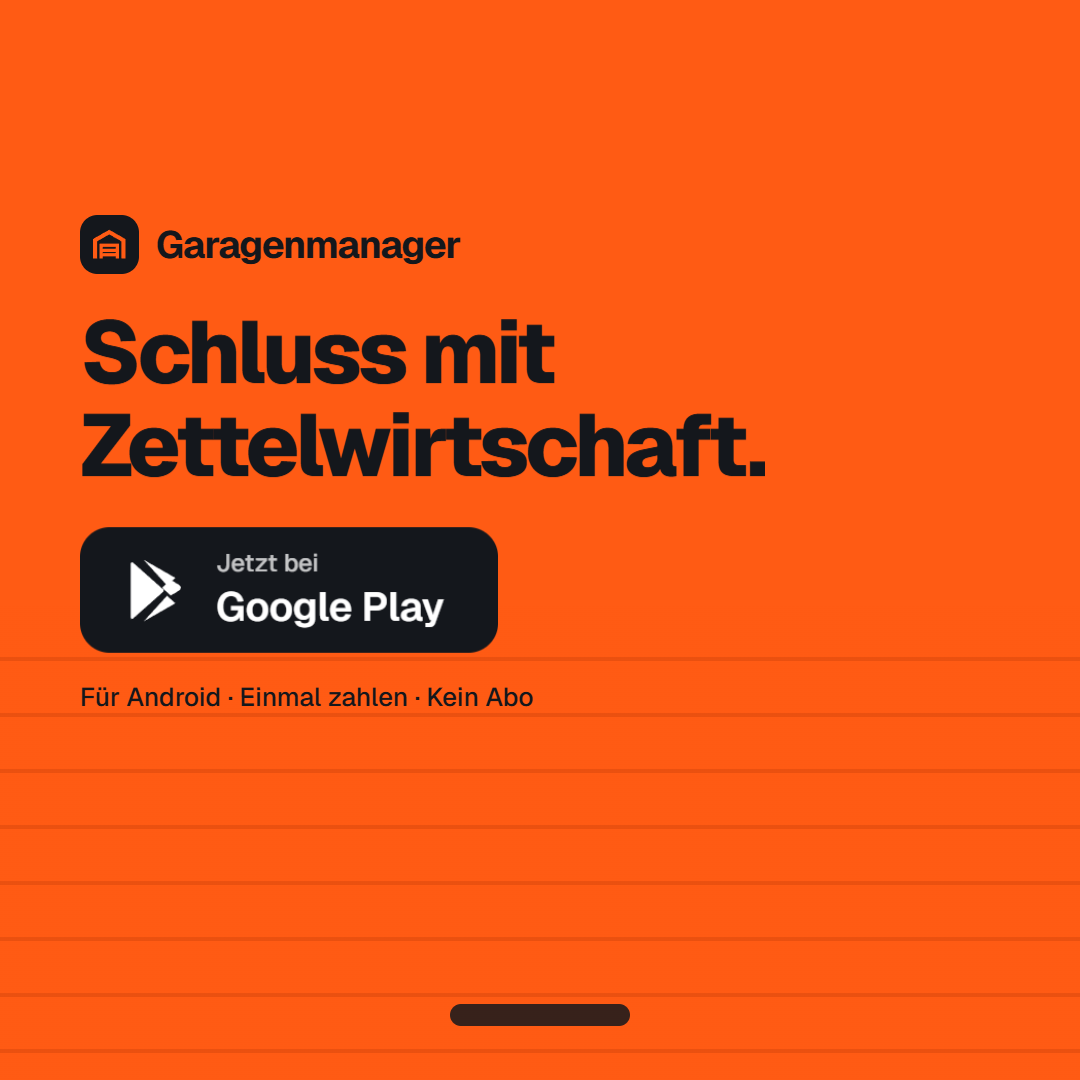 Garagenmanager
Schluss mit
Zettelwirtschaft.
Jetzt bei
Google Play
Für Android · Einmal zahlen · Kein Abo